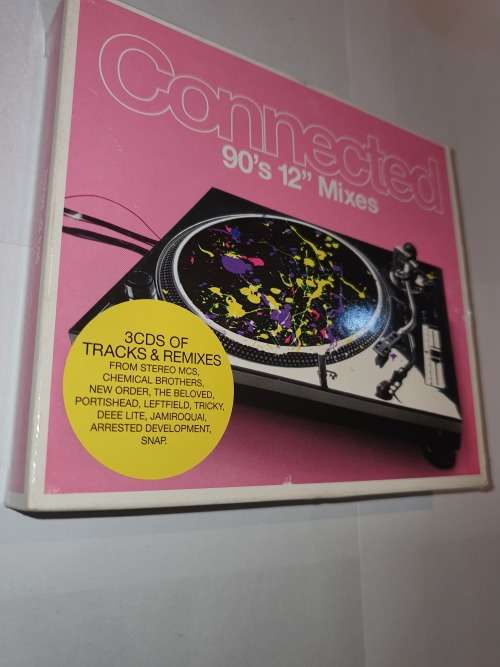 Connected
90's 12" Mixes
3CDS OF
TRACKS & REMIXES
FROM STEREO MCS,
CHEMICAL BROTHERS,
NEW ORDER, THE BELOVED,
PORTISHEAD, LEFTFIELD, TRICKY,
DEEE LITE, JAMIROQUAI,
ARRESTED DEVELOPMENT,
SNAP.